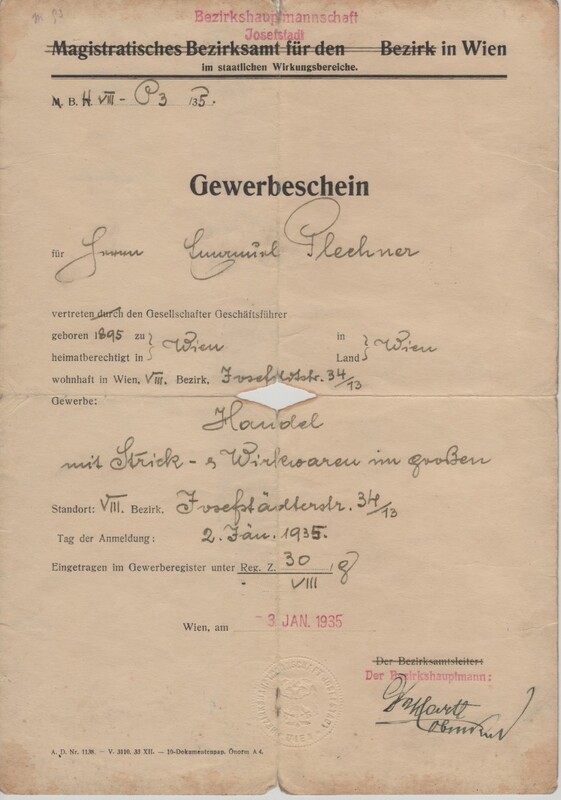 Bezirkshauptmannschaft
Josefstadt
Magistratisches Bezirksamt für den Bezirk in Wien
im staatlichen Wirkungsbereiche.
M. B. H. VIII - P 3 /35.
Gewerbeschein
für Herrn Emanuel Plechner
vertreten durch den Gesellschafter Geschäftsführer
geboren 1895 zu in
heimatberechtigt in Wien Land Wien
wohnhaft in Wien, VIII. Bezirk, Josefstdtstr. 34/13
Gewerbe:
Handel
mit Strick- & Wirkwaren im großen
Standort: VIII. Bezirk, Josefstädterstr. 34/13
Tag der Anmeldung: 2. Jän. 1935.
Eingetragen im Gewerberegister unter Reg. Z. 30/VIII g
Wien, am - 3. JAN. 1935
Der Bezirksamtsleiter:
Der Bezirkshauptmann:
A. D. Nr. 1138. — V. 3110. 33 XII. — 19-Dokumentenpap. Önorm A 4.